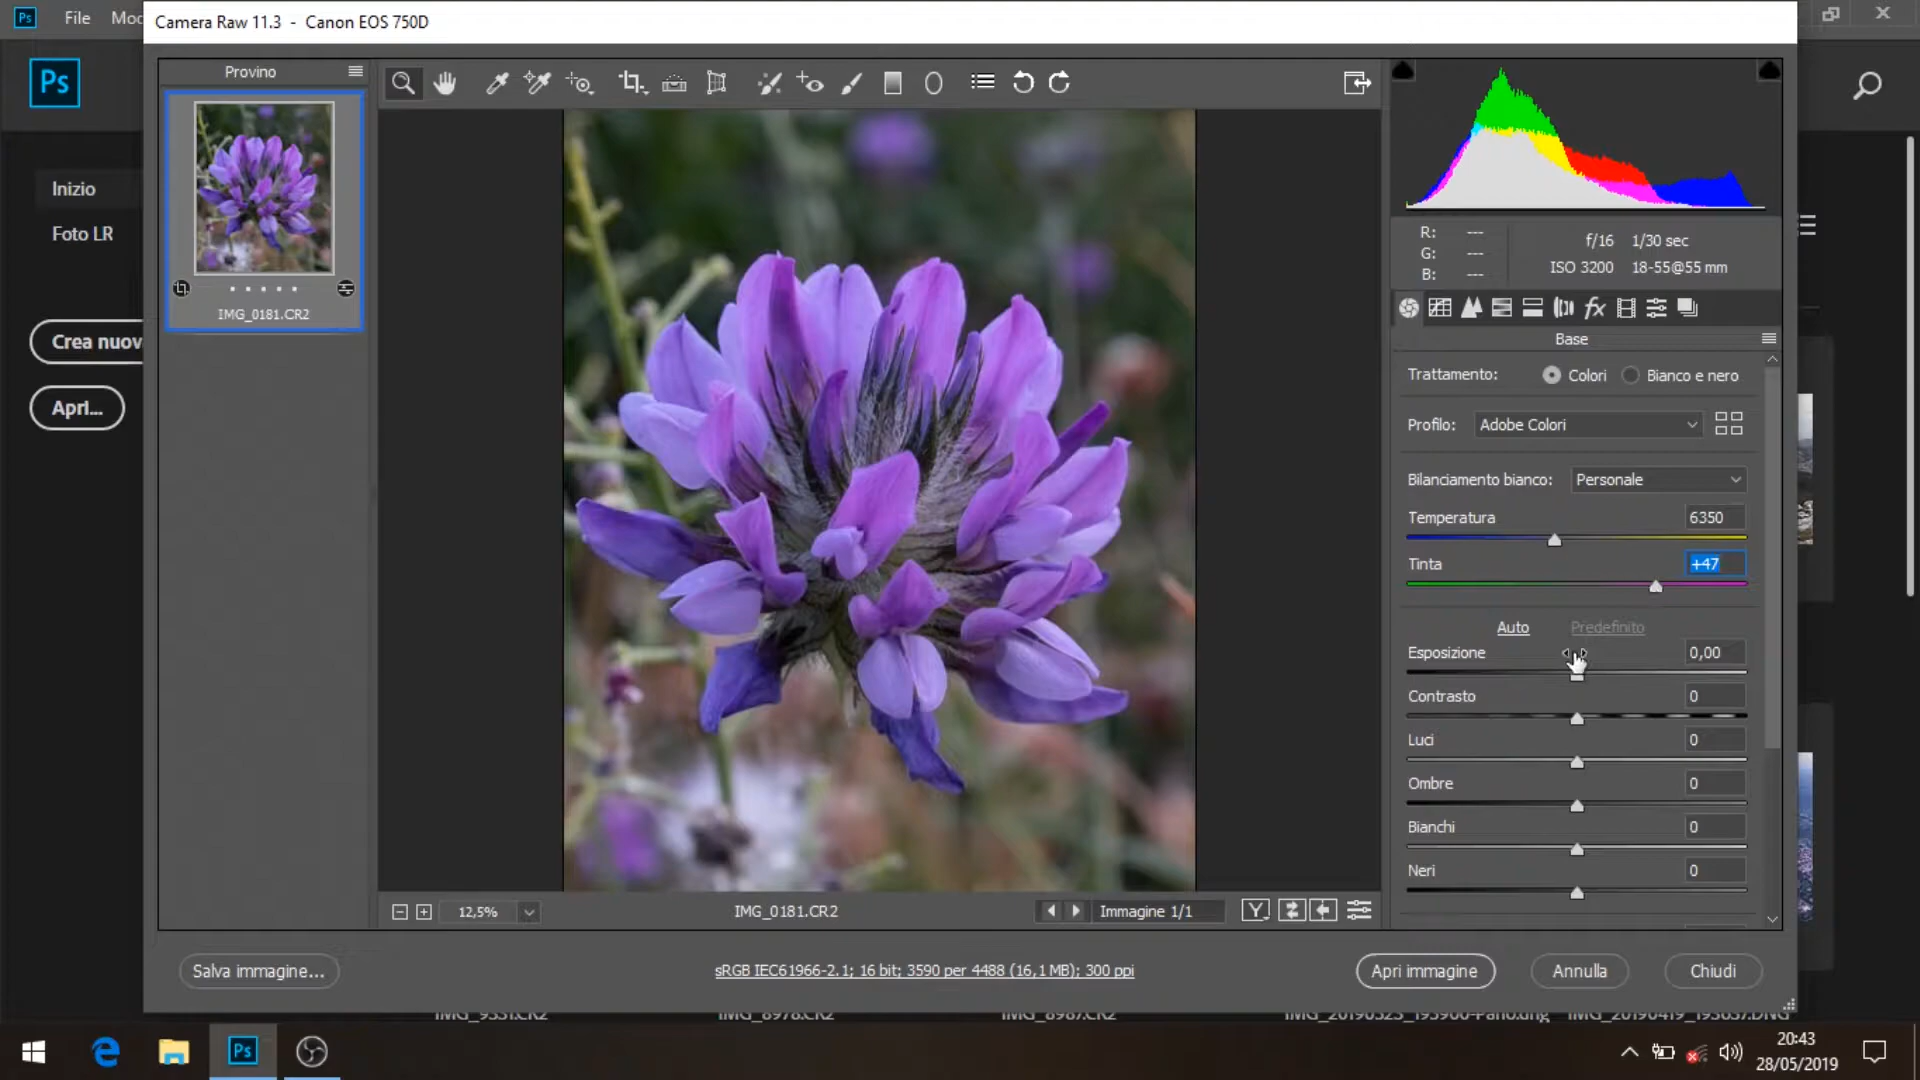 Ps
File
Camera Raw 11.3 - Canon EOS 750D
Ps
Inizio
Foto LR
Crea nuov
Apri...
Provino
IMG_0181.CR2
R: ---
G: ---
B: ---
f/16 1/30 sec
ISO 3200 18-55@55 mm
Base
Trattamento: Colori Bianco e nero
Profilo: Adobe Colori
Bilanciamento bianco: Personale
Temperatura 6350
Tinta +47
Auto Predefinito
Esposizione 0,00
Contrasto 0
Luci 0
Ombre 0
Bianchi 0
Neri 0
12,5% IMG_0181.CR2 Immagine 1/1 Y
Salva immagine... sRGB IEC61966-2.1; 16 bit; 3590 per 4488 (16,1 MB); 300 ppi Apri immagine Annulla Chiudi
Ps
20:43
28/05/2019